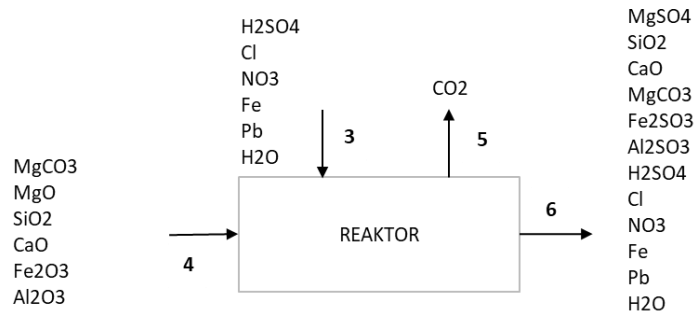 H2SO4
Cl
NO3
Fe
Pb
H2O
3
CO2
5
MgCO3
MgO
SiO2
CaO
Fe2O3
Al2O3
4
REAKTOR
6
MgSO4
SiO2
CaO
MgCO3
Fe2SO3
Al2SO3
H2SO4
Cl
NO3
Fe
Pb
H2O